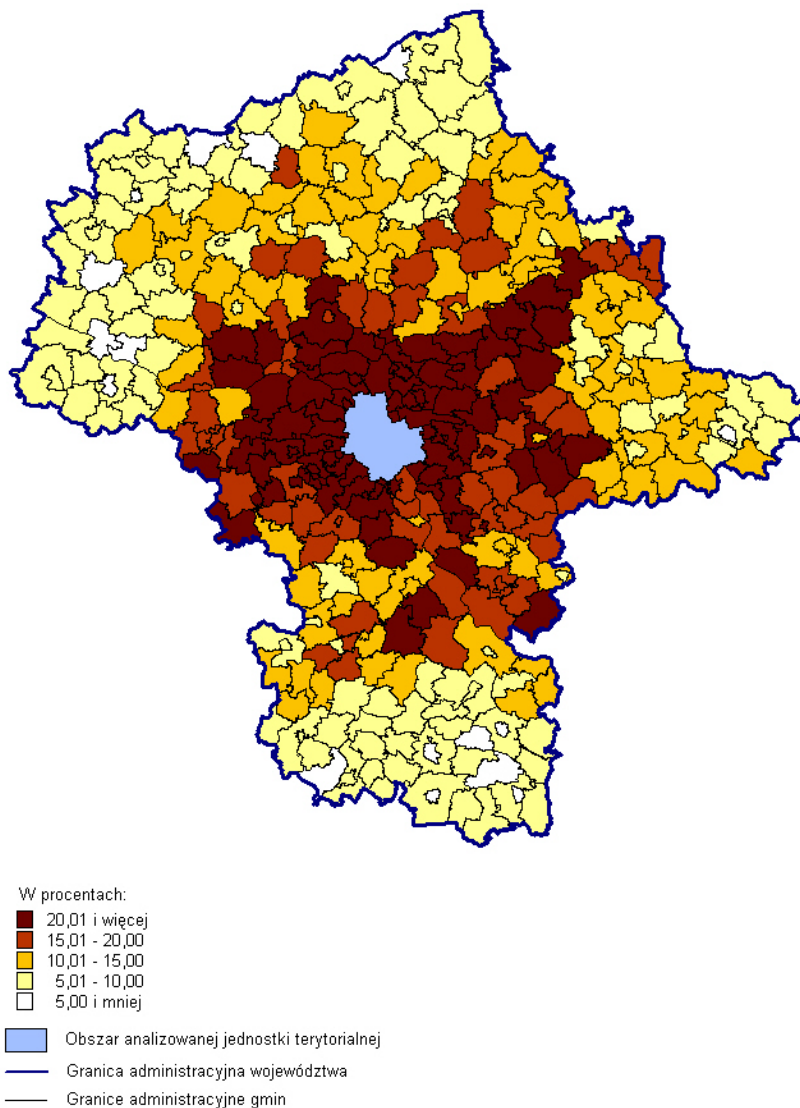 W procentach:
20,01 i więcej
15,01 - 20,00
10,01 - 15,00
5,01 - 10,00
5,00 i mniej
Obszar analizowanej jednostki terytorialnej
Granica administracyjna województwa
Granice administracyjne gmin